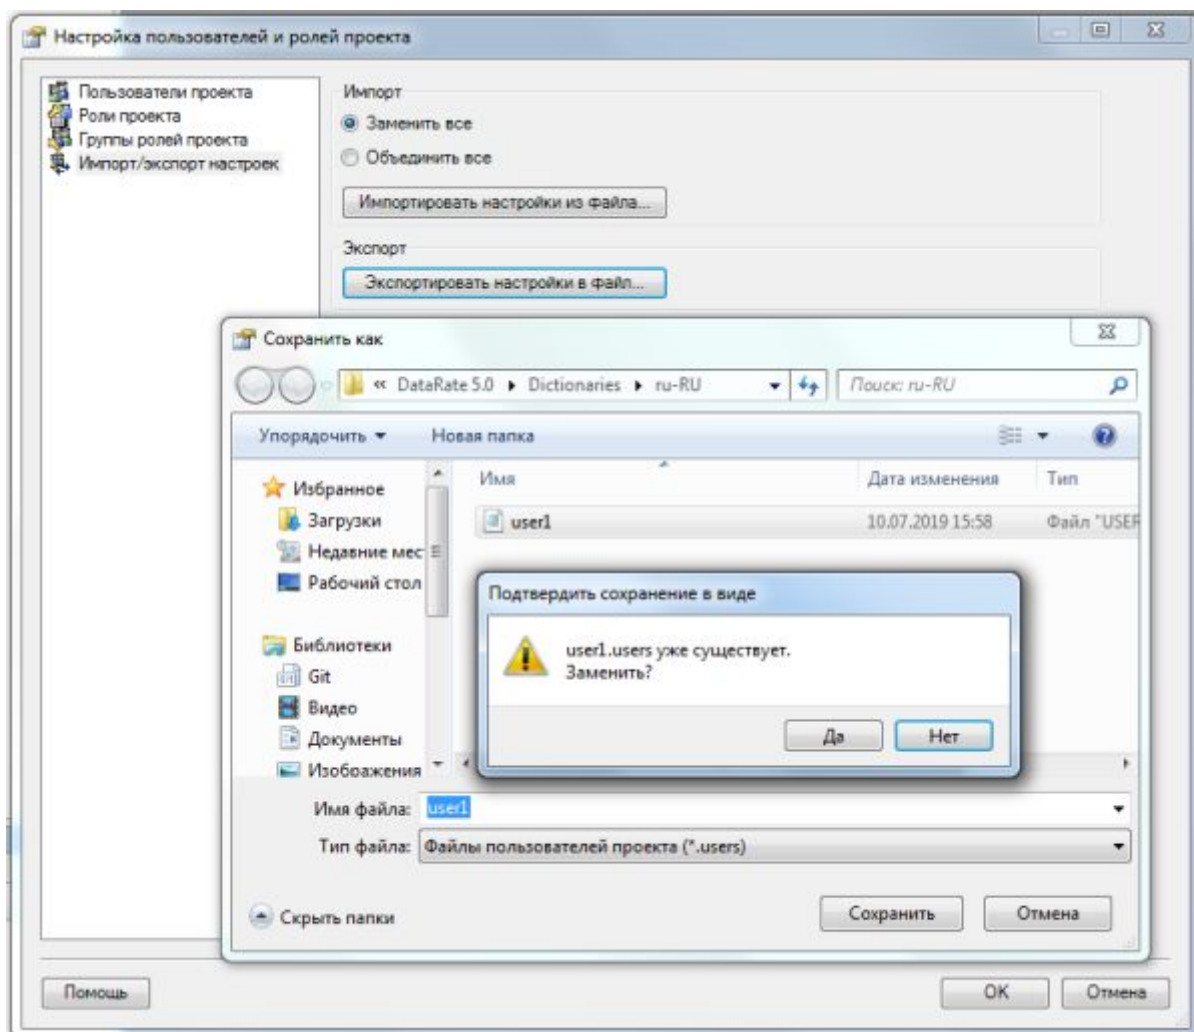 Настройка пользователей и ролей проекта
Пользователи проекта
Роли проекта
Группы ролей проекта
Импорт/экспорт настроек
Импорт
Заменить все
Объединить все
Импортировать настройки из файла...
Экспорт
Экспортировать настройки в файл...
Сохранить как
« DataRate 5.0 ▸ Dictionaries ▸ ru-RU
Поиск: ru-RU
Упорядочить ▾ Новая папка
Имя Дата изменения Тип
user1 10.07.2019 15:58 Файл "USER
Избранное
Загрузки
Недавние мес
Рабочий стол
Библиотеки
Git
Видео
Документы
Изображения
Подтвердить сохранение в виде
user1.users уже существует.
Заменить?
Да Нет
Имя файла: user1
Тип файла: Файлы пользователей проекта (*.users)
Скрыть папки
Сохранить Отмена
Помощь
OK Отмена